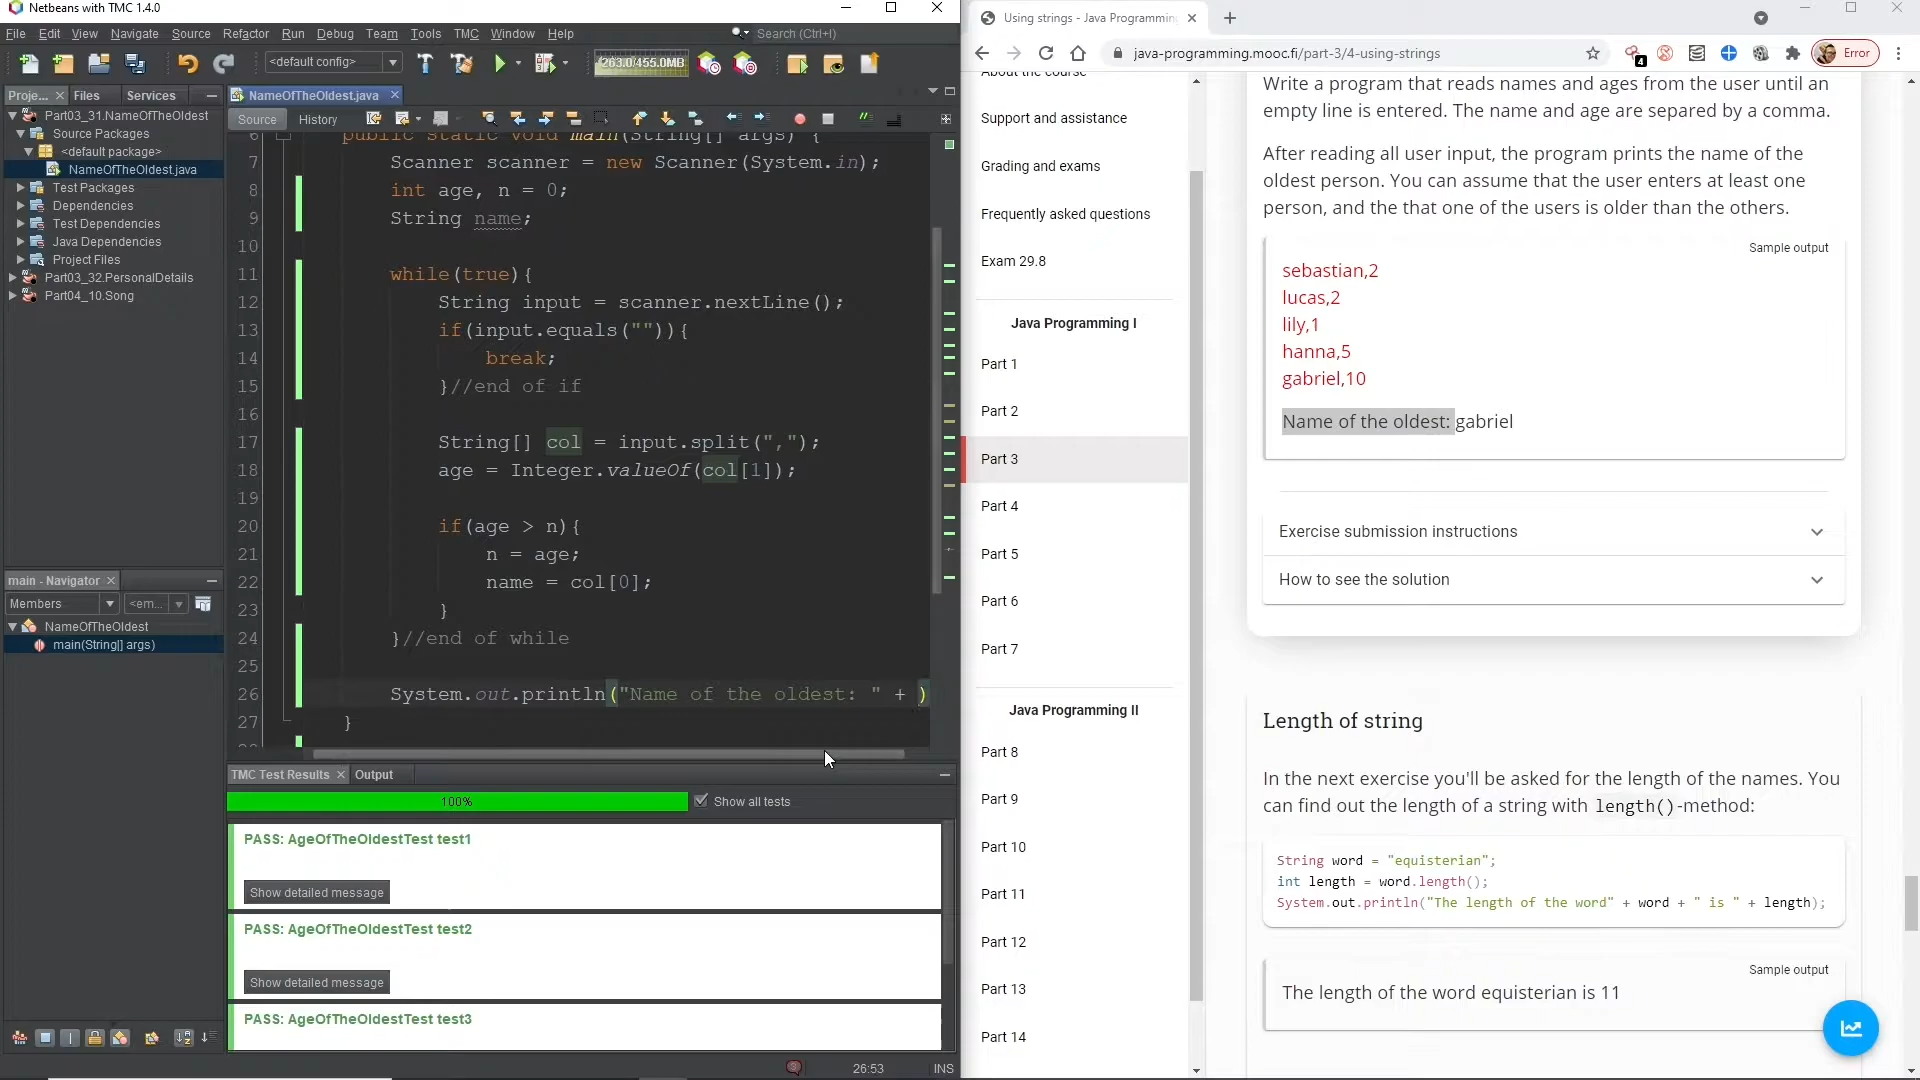 Netbeans with TMC 1.4.0
File Edit View Navigate Source Refactor Run Debug Team Tools TMC Window Help
Search (Ctrl+I)
<default config>
263.0/455.0MB
Proje... Files Services
Part03_31.NameOfTheOldest
Source Packages
<default package>
NameOfTheOldest.java
Test Packages
Dependencies
Test Dependencies
Java Dependencies
Project Files
Part03_32.PersonalDetails
Part04_10.Song
main - Navigator
Members
<em...
NameOfTheOldest
main(String[] args)
NameOfTheOldest.java
Source History
6 public static void main(String[] args) {
7 Scanner scanner = new Scanner(System.in);
8 int age, n = 0;
9 String name;
10
11 while(true){
12 String input = scanner.nextLine();
13 if(input.equals("")){
14 break;
15 }//end of if
16
17 String[] col = input.split(",");
18 age = Integer.valueOf(col[1]);
19
20 if(age > n){
21 n = age;
22 name = col[0];
23 }
24 }//end of while
25
26 System.out.println("Name of the oldest: " + )
27 }
TMC Test Results Output
100%
Show all tests
PASS: AgeOfTheOldestTest test1
Show detailed message
PASS: AgeOfTheOldestTest test2
Show detailed message
PASS: AgeOfTheOldestTest test3
26:53
INS
Using strings - Java Programming
java-programming.mooc.fi/part-3/4-using-strings
4
Error
About the course
Support and assistance
Grading and exams
Frequently asked questions
Exam 29.8
Java Programming I
Part 1
Part 2
Part 3
Part 4
Part 5
Part 6
Part 7
Java Programming II
Part 8
Part 9
Part 10
Part 11
Part 12
Part 13
Part 14
Write a program that reads names and ages from the user until an
empty line is entered. The name and age are separed by a comma.
After reading all user input, the program prints the name of the
oldest person. You can assume that the user enters at least one
person, and the that one of the users is older than the others.
Sample output
sebastian,2
lucas,2
lily,1
hanna,5
gabriel,10
Name of the oldest: gabriel
Exercise submission instructions
How to see the solution
Length of string
In the next exercise you'll be asked for the length of the names. You
can find out the length of a string with length()-method:
String word = "equisterian";
int length = word.length();
System.out.println("The length of the word" + word + " is " + length);
Sample output
The length of the word equisterian is 11